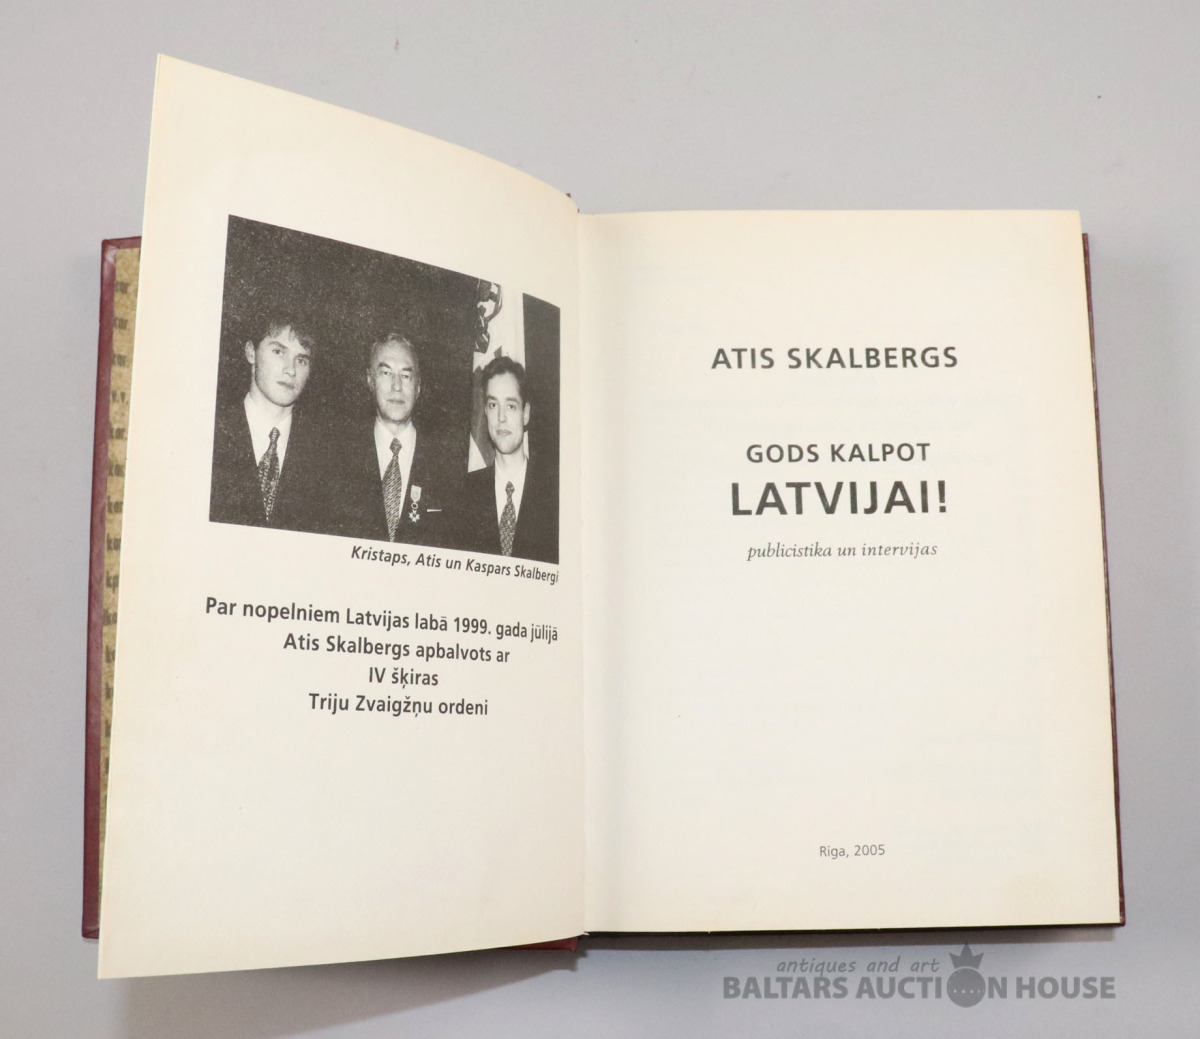 Kristaps, Atis un Kaspars Skalbergi
Par nopelniem Latvijas labā 1999. gada jūlijā
Atis Skalbergs apbalvots ar
IV šķiras
Triju Zvaigžņu ordeni
ATIS SKALBERGS
GODS KALPOT
LATVIJAI!
publicistika un intervijas
Rīga, 2005
antiques and art
BALTARS AUCTION HOUSE